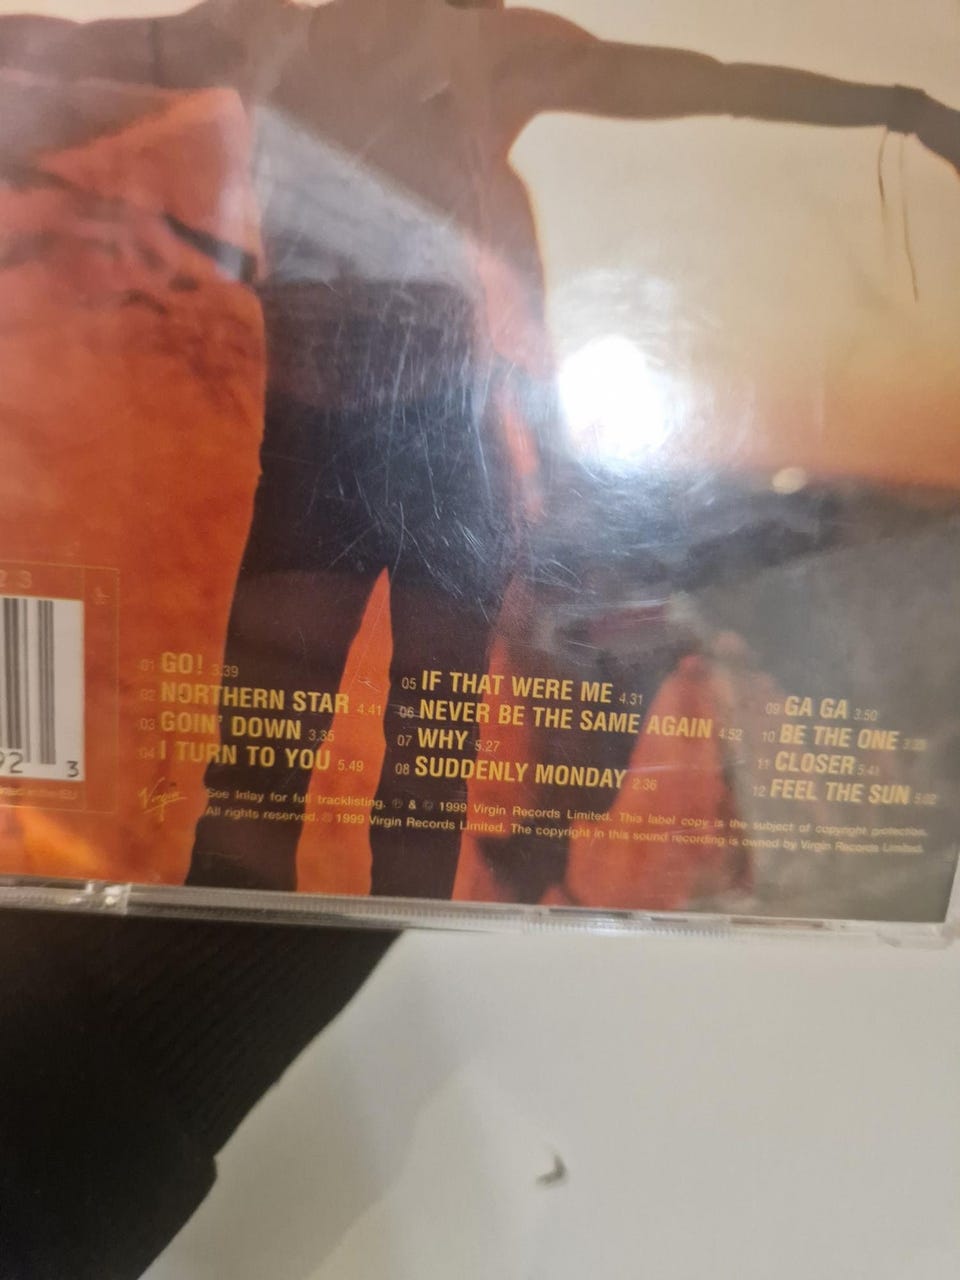 23
92 3
01 GO! 3.39
02 NORTHERN STAR 4.41
03 GOIN' DOWN 3.35
04 I TURN TO YOU 5.49
05 IF THAT WERE ME 4.31
06 NEVER BE THE SAME AGAIN 4.52
07 WHY 5.27
08 SUDDENLY MONDAY 2.36
09 GA GA 3.50
10 BE THE ONE
11 CLOSER 5.41
12 FEEL THE SUN 5.02
Virgin
See inlay for full tracklisting. ℗ & © 1999 Virgin Records Limited. This label copy is the subject of copyright protection.
All rights reserved. © 1999 Virgin Records Limited. The copyright in this sound recording is owned by Virgin Records Limited.